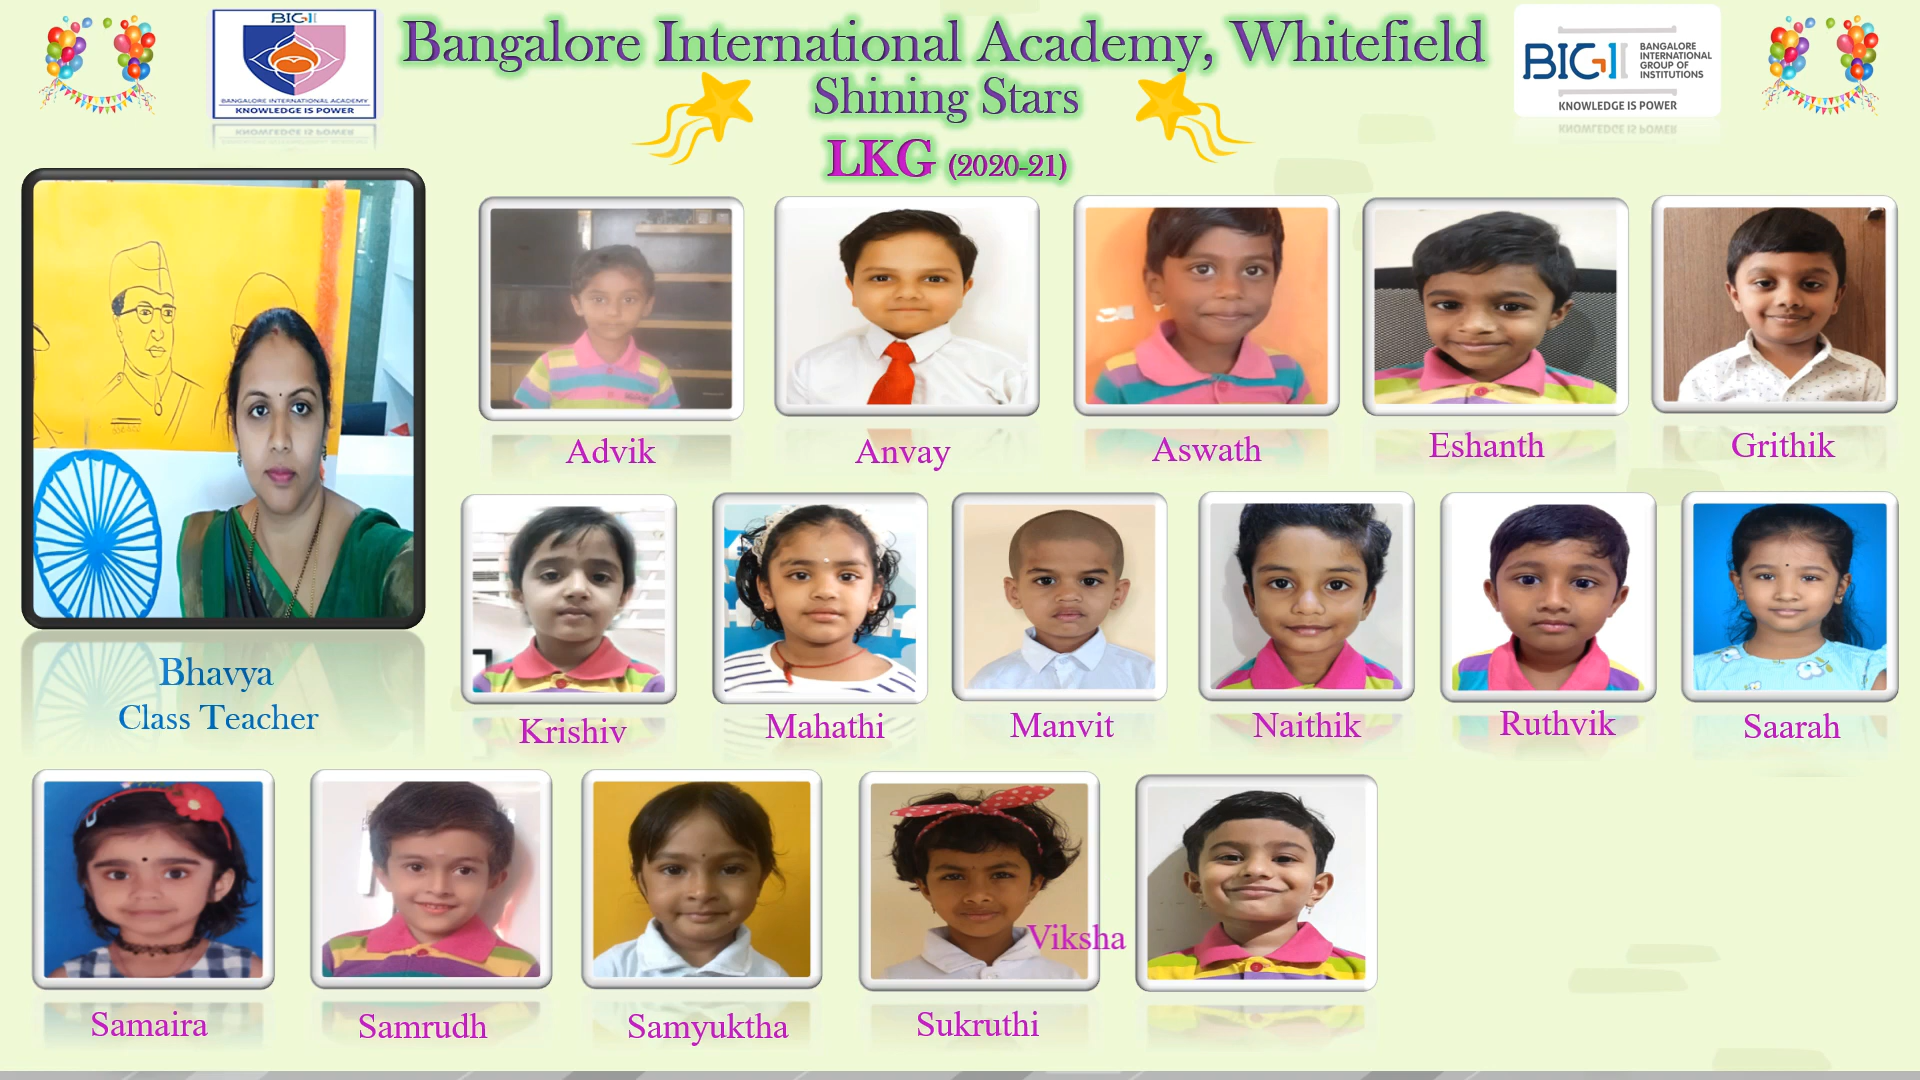 BIGI
BANGALORE INTERNATIONAL ACADEMY
KNOWLEDGE IS POWER
Bangalore International Academy, Whitefield
Shining Stars
LKG (2020-21)
BIGI
BANGALORE
INTERNATIONAL
GROUP OF
INSTITUTIONS
KNOWLEDGE IS POWER
Advik
Anvay
Aswath
Eshanth
Grithik
Bhavya
Class Teacher
Krishiv
Mahathi
Manvit
Naithik
Ruthvik
Saarah
Viksha
Samaira
Samrudh
Samyuktha
Sukruthi